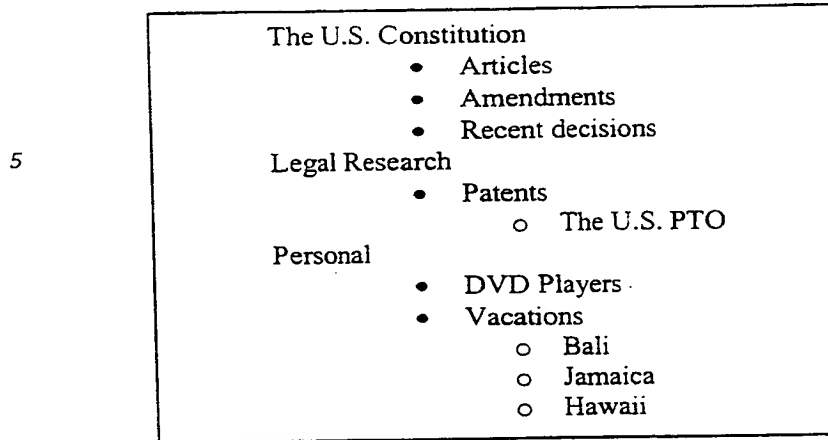 The U.S. Constitution
• Articles
• Amendments
• Recent decisions
5
Legal Research
• Patents
o The U.S. PTO
Personal
• DVD Players
• Vacations
o Bali
o Jamaica
o Hawaii